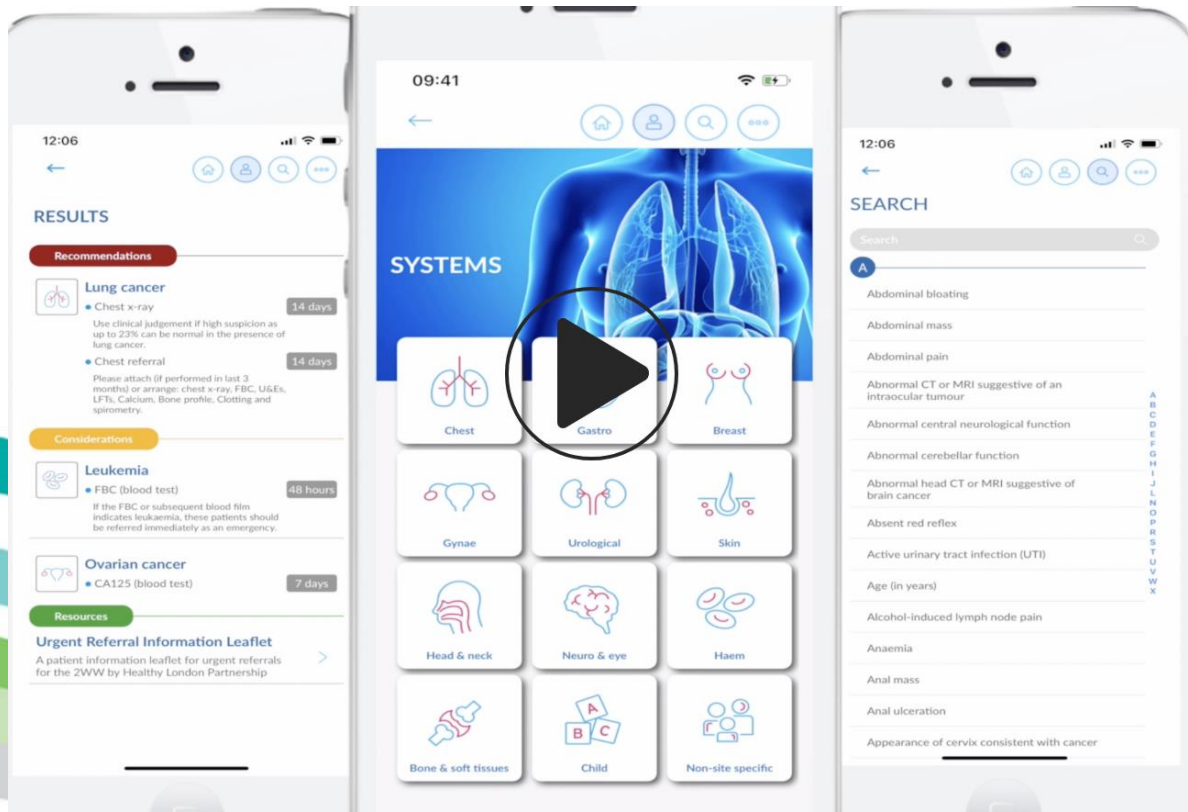 12:06
RESULTS
Recommendations
Lung cancer
• Chest x-ray 14 days
Use clinical judgement if high suspicion as
up to 23% can be normal in the presence of
lung cancer.
• Chest referral 14 days
Please attach (if performed in last 3
months) or arrange: chest x-ray, FBC, U&Es,
LFTs, Calcium, Bone profile, Clotting and
spirometry.
Considerations
Leukemia
• FBC (blood test) 48 hours
If the FBC or subsequent blood film
indicates leukaemia, these patients should
be referred immediately as an emergency.
Ovarian cancer
• CA125 (blood test) 7 days
Resources
Urgent Referral Information Leaflet
A patient information leaflet for urgent referrals
for the 2WW by Healthy London Partnership
09:41
SYSTEMS
Chest Gastro Breast
Gynae Urological Skin
Head & neck Neuro & eye Haem
A
B C
Bone & soft tissues Child Non-site specific
12:06
SEARCH
Search
A
Abdominal bloating
Abdominal mass
Abdominal pain
Abnormal CT or MRI suggestive of an
intraocular tumour
Abnormal central neurological function
Abnormal cerebellar function
Abnormal head CT or MRI suggestive of
brain cancer
Absent red reflex
Active urinary tract infection (UTI)
Age (in years)
Alcohol-induced lymph node pain
Anaemia
Anal mass
Anal ulceration
Appearance of cervix consistent with cancer
A
B
C
D
E
F
G
H
I
J
L
N
O
P
R
S
T
U
V
W
X